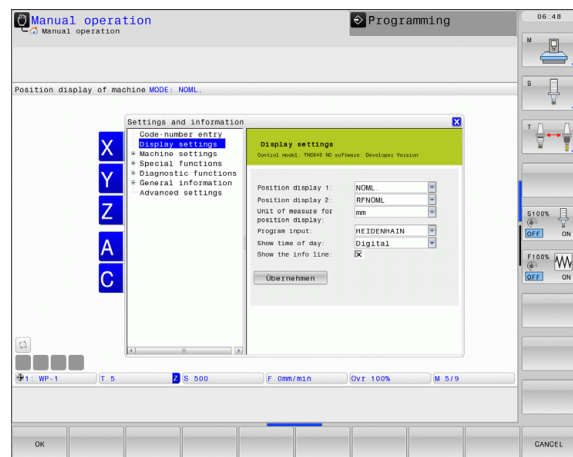 Manual operation
Programming
06:48
Manual operation
M
Position display of machine MODE: NOML.
S
Settings and information
X
Code-number entry
Display settings
Display settings
T
Machine settings
Control model: TNC640 NC software: Developer Version
Special functions
Diagnostic functions
General information
Advanced settings
Y
Position display 1: NOML.
Position display 2: RFNOML
Unit of measure for position display: mm
Z
Program input: HEIDENHAIN
S100%
OFF ON
Show time of day: Digital
Show the info line:
A
F100%
OFF ON
C
Übernehmen
1: WP-1 T 5 Z S 500 F 0mm/min Ovr 100% M 5/9
OK
CANCEL